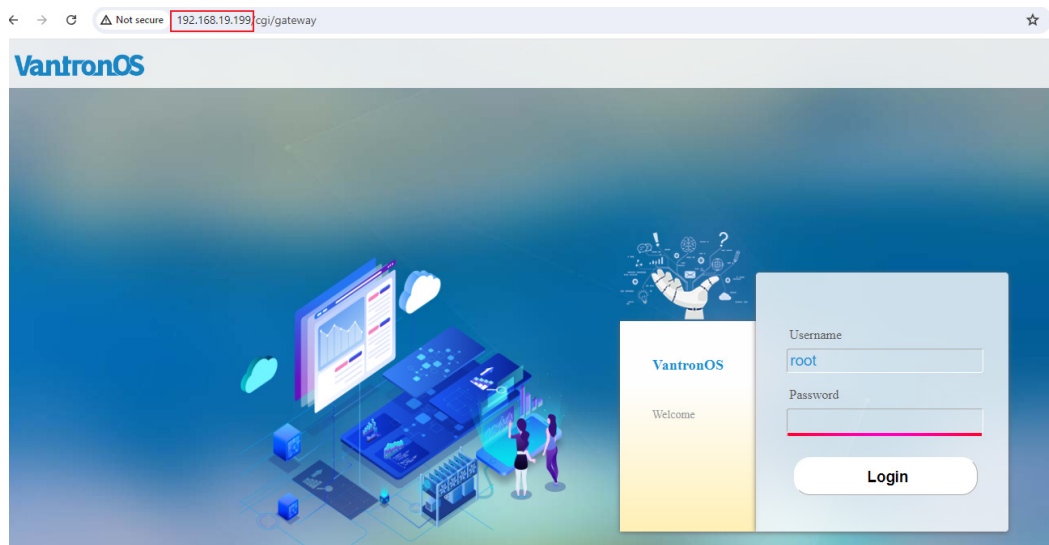 Not secure 192.168.19.199/cgi/gateway
VantronOS
Username
root
VantronOS
Password
Welcome
Login